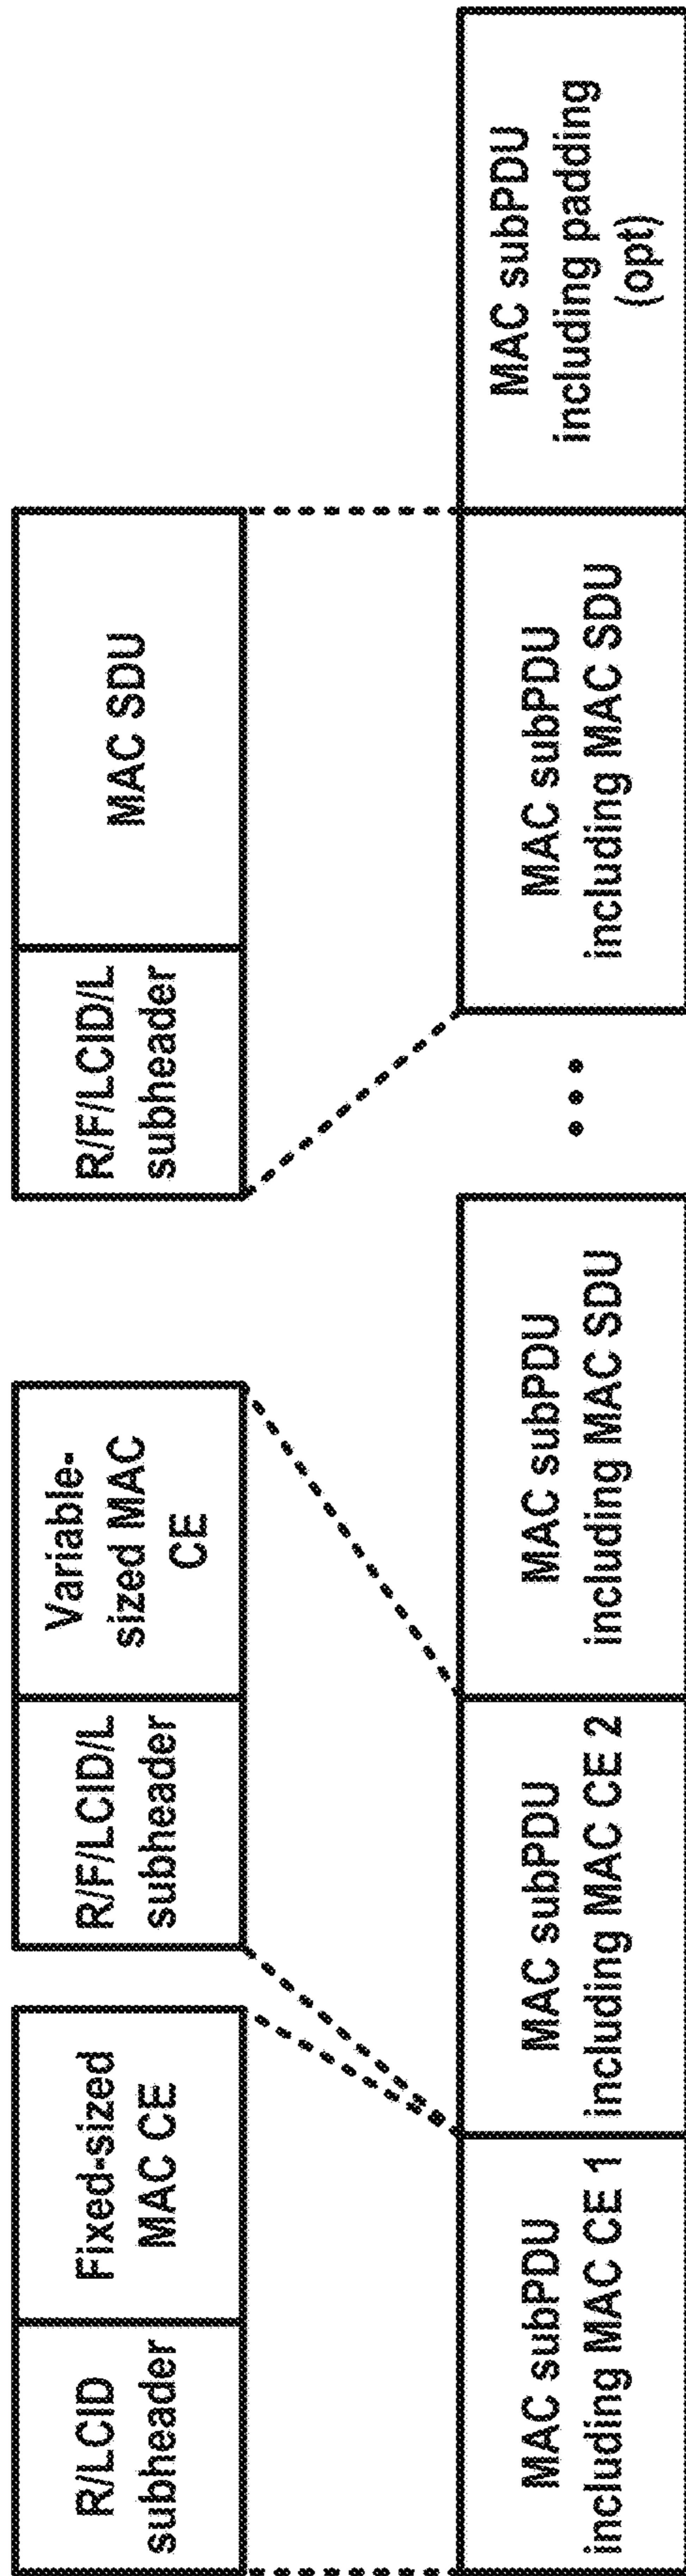 R/LCID
subheader
Fixed-sized
MAC CE
R/F/LCID/L
subheader
Variable-
sized MAC
CE
R/F/LCID/L
subheader
MAC SDU
MAC subPDU
including MAC CE 1
MAC subPDU
including MAC CE 2
MAC subPDU
including MAC SDU
...
MAC subPDU
including MAC SDU
MAC subPDU
including padding
(opt)